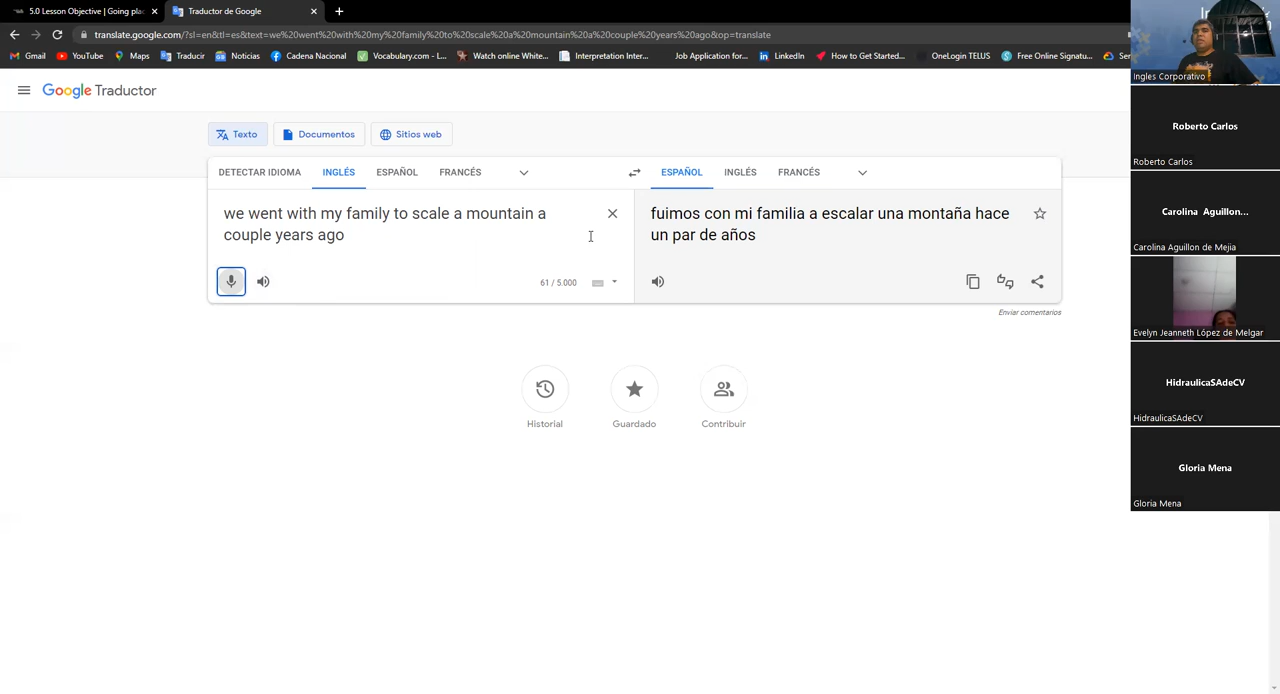 5.0 Lesson Objective | Going pla
Traductor de Google
translate.google.com/?sl=en&tl=es&text=we%20went%20with%20my%20family%20to%20scale%20a%20mountain%20a%20couple%20years%20ago&op=translate
Gmail
YouTube
Maps
Traducir
Noticias
Cadena Nacional
Vocabulary.com - L...
Watch online White...
Interpretation Inter...
Job Application for...
LinkedIn
How to Get Started...
OneLogin TELUS
Free Online Signatu...
Google Traductor
Texto
Documentos
Sitios web
DETECTAR IDIOMA
INGLÉS
ESPAÑOL
FRANCÉS
ESPAÑOL
INGLÉS
FRANCÉS
we went with my family to scale a mountain a
couple years ago
61 / 5.000
fuimos con mi familia a escalar una montaña hace
un par de años
Enviar comentarios
Historial
Guardado
Contribuir
Ingles Corporativo
Roberto Carlos
Roberto Carlos
Carolina Aguillon...
Carolina Aguillon de Mejia
Evelyn Jeanneth López de Melgar
HidraulicaSAdeCV
HidraulicaSAdeCV
Gloria Mena
Gloria Mena